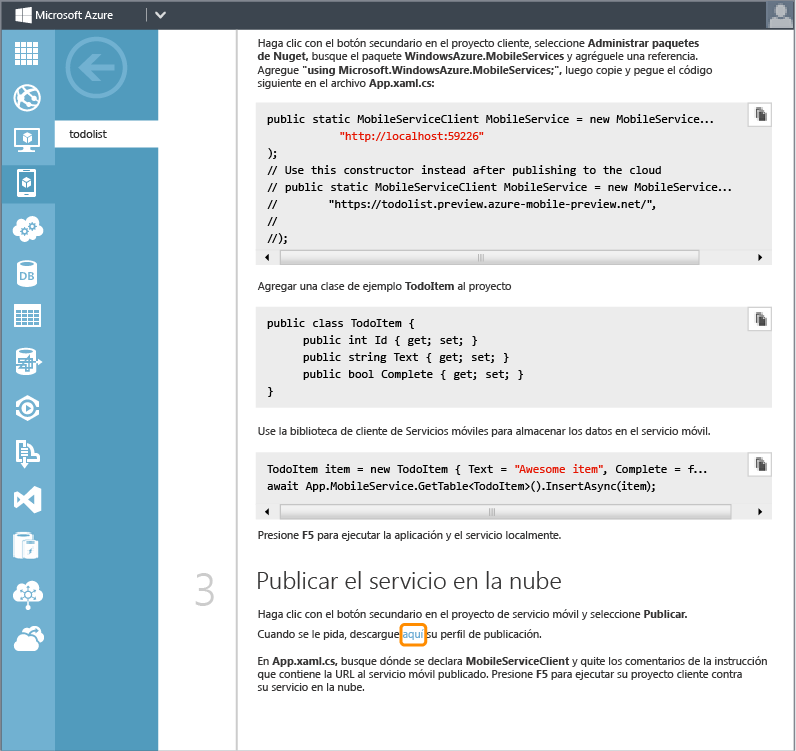 Microsoft Azure
todolist
Haga clic con el botón secundario en el proyecto cliente, seleccione Administrar paquetes
de Nuget, busque el paquete WindowsAzure.MobileServices y agréguele una referencia.
Agregue "using Microsoft.WindowsAzure.MobileServices;", luego copie y pegue el código
siguiente en el archivo App.xaml.cs:
public static MobileServiceClient MobileService = new MobileService...
"http://localhost:59226"
);
// Use this constructor instead after publishing to the cloud
// public static MobileServiceClient MobileService = new MobileService...
// "https://todolist.preview.azure-mobile-preview.net/",
//
//);
Agregar una clase de ejemplo TodoItem al proyecto
public class TodoItem {
public int Id { get; set; }
public string Text { get; set; }
public bool Complete { get; set; }
}
Use la biblioteca de cliente de Servicios móviles para almacenar los datos en el servicio móvil.
TodoItem item = new TodoItem { Text = "Awesome item", Complete = f...
await App.MobileService.GetTable<TodoItem>().InsertAsync(item);
Presione F5 para ejecutar la aplicación y el servicio localmente.
3 Publicar el servicio en la nube
Haga clic con el botón secundario en el proyecto de servicio móvil y seleccione Publicar.
Cuando se le pida, descargue aquí su perfil de publicación.
En App.xaml.cs, busque dónde se declara MobileServiceClient y quite los comentarios de la instrucción
que contiene la URL al servicio móvil publicado. Presione F5 para ejecutar su proyecto cliente contra
su servicio en la nube.
DB